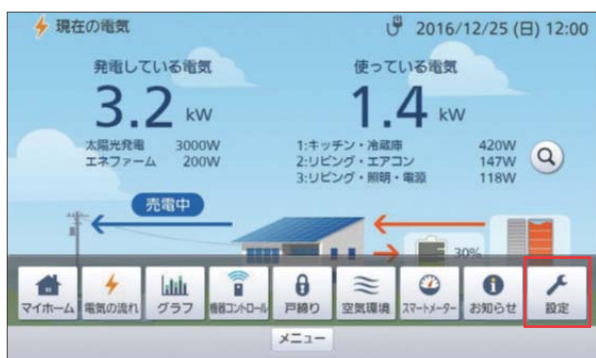 現在の電気
2016/12/25 (日) 12:00
発電している電気
3.2 kW
太陽光発電 3000W
エネファーム 200W
使っている電気
1.4 kW
1:キッチン・冷蔵庫 420W
2:リビング・エアコン 147W
3:リビング・照明・電源 118W
売電中
30%
マイホーム
電気の流れ
グラフ
機器コントロール
戸締り
空気環境
スマートメーター
お知らせ
設定
メニュー